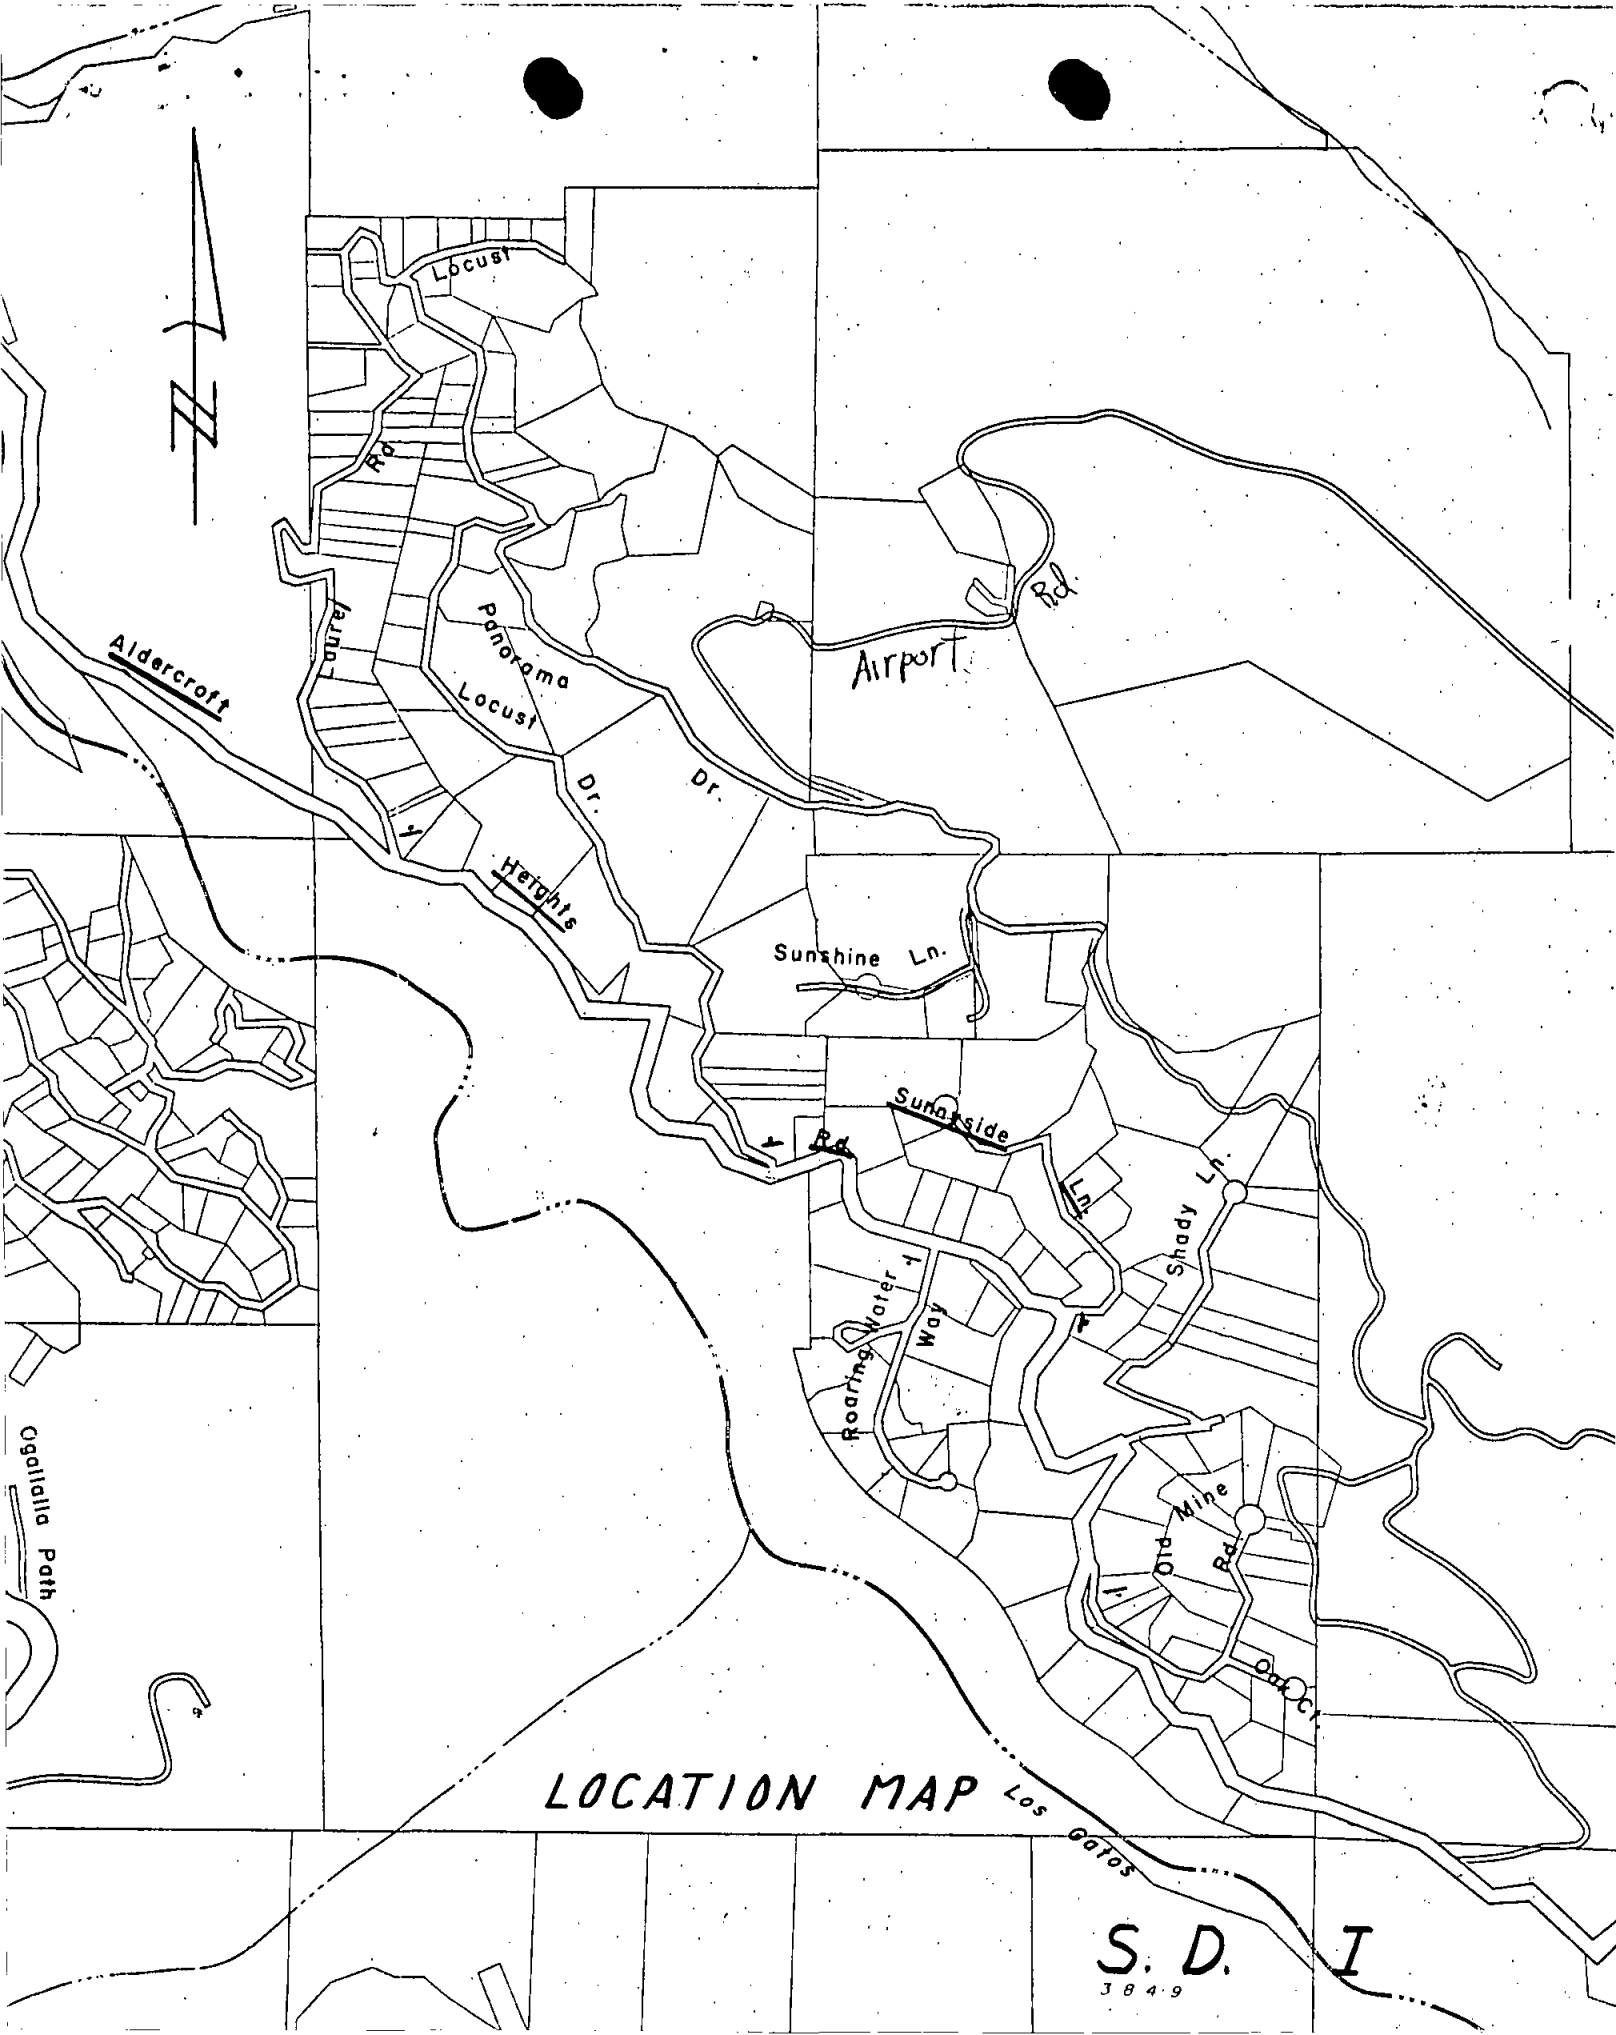 Locust
Rd
Rd.
Airport
Laurel
Panorama
Aldercroft
Locust
Dr.
Dr.
Heights
Sunshine Ln.
Sunnyside
Rd.
Ln.
Shady Ln.
Roaring Water
Way
Old Mine
Rd.
Oak Ct.
Ogallalla Path
LOCATION MAP
Los
Gatos
S. D. I
3849
N